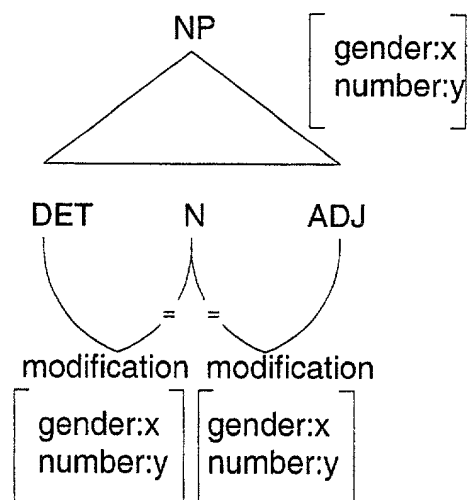 NP
gender:x
number:y
DET N ADJ
= =
modification modification
gender:x gender:x
number:y number:y